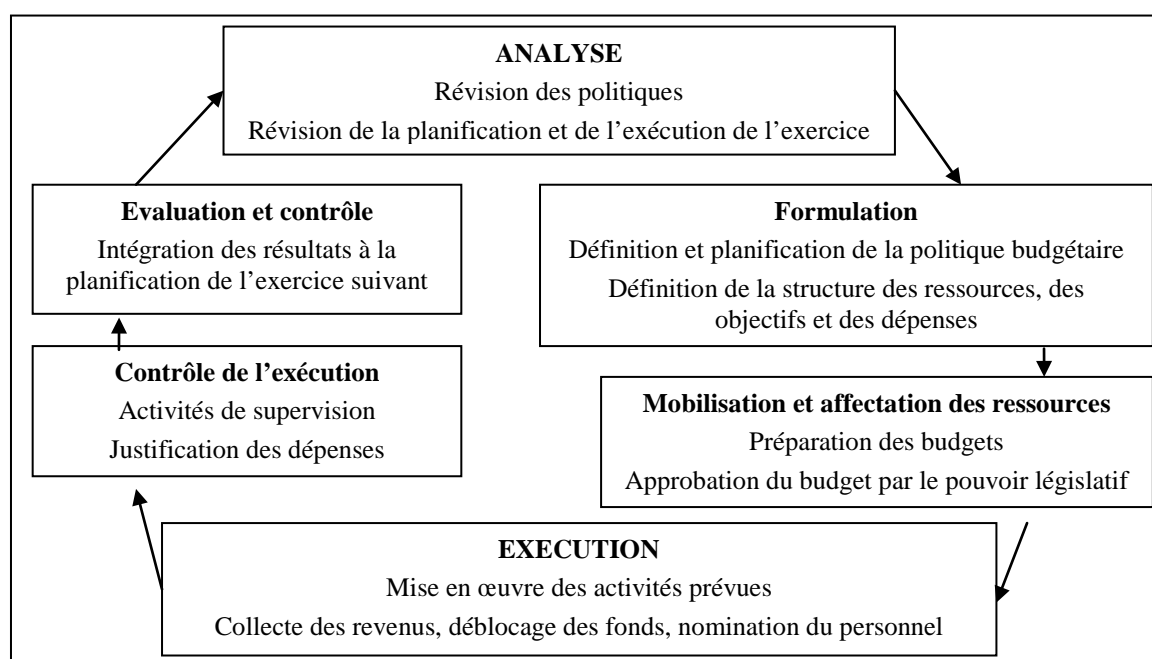 ANALYSE
Révision des politiques
Révision de la planification et de l’exécution de l’exercice
Evaluation et contrôle
Intégration des résultats à la
planification de l’exercice suivant
Formulation
Définition et planification de la politique budgétaire
Définition de la structure des ressources, des
objectifs et des dépenses
Contrôle de l’exécution
Activités de supervision
Justification des dépenses
Mobilisation et affectation des ressources
Préparation des budgets
Approbation du budget par le pouvoir législatif
EXECUTION
Mise en œuvre des activités prévues
Collecte des revenus, déblocage des fonds, nomination du personnel